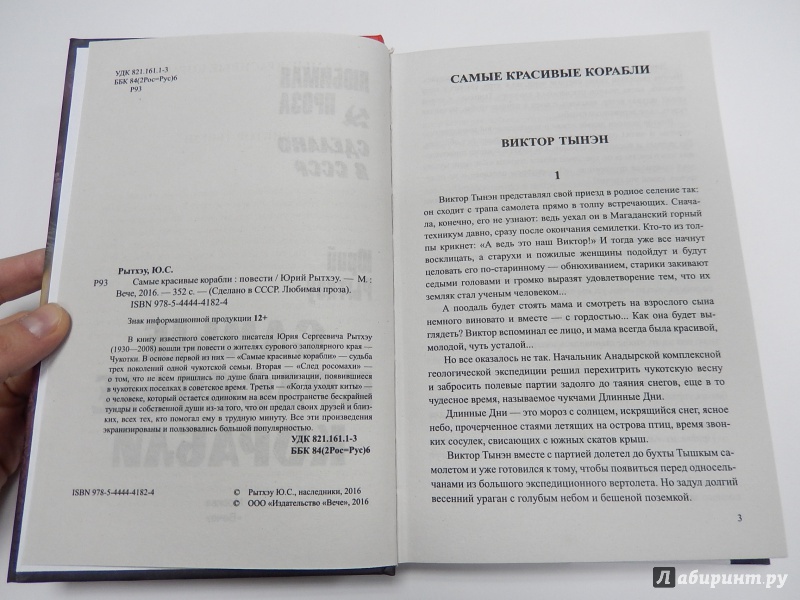 УДК 821.161.1-3
ББК 84(2Рос=Рус)6
Р93
Рытхэу, Ю.С.
Р93 Самые красивые корабли : повести / Юрий Рытхэу. — М. :
Вече, 2016. — 352 с. — (Сделано в СССР. Любимая проза).
ISBN 978-5-4444-4182-4
Знак информационной продукции 12+
В книгу известного советского писателя Юрия Сергеевича Рытхэу
(1930—2008) вошли три повести о жителях сурового заполярного края —
Чукотки. В основе первой из них — «Самые красивые корабли» — судьба
трех поколений одной чукотской семьи. Вторая — «След росомахи» —
о том, что не всем пришлись по душе блага цивилизации, появившиеся
в чукотских поселках в советское время. Третья — «Когда уходят киты» —
о человеке, который остается одиноким на всем пространстве бескрайней
тундры и собственной души из-за того, что он предал своих друзей и близ-
ких, всех тех, кто помогал ему в трудную минуту. Все эти произведения
экранизированы и пользовались большой популярностью.
УДК 821.161.1-3
ББК 84(2Рос=Рус)6
ISBN 978-5-4444-4182-4
© Рытхэу Ю.С., наследники, 2016
© ООО «Издательство «Вече», 2016
САМЫЕ КРАСИВЫЕ КОРАБЛИ
ВИКТОР ТЫНЭН
1
Виктор Тынэн представлял свой приезд в родное селение так:
он сходит с трапа самолета прямо в толпу встречающих. Снача-
ла, конечно, его не узнают: ведь уехал он в Магаданский горный
техникум давно, сразу после окончания семилетки. Кто-то из тол-
пы крикнет: «А ведь это наш Виктор!» И тогда уже все начнут
восклицать, а старухи и пожилые женщины подойдут и будут
целовать его по-старинному — обнюхиванием, старики закивают
седыми головами и громко выразят удовлетворение тем, что их
земляк стал ученым человеком...
А поодаль будет стоять мама и смотреть на взрослого сына
немного виновато и вместе — с гордостью... Как она будет вы-
глядеть? Виктор вспоминал ее лицо, и мама всегда была красивой,
молодой, чуть усталой...
Но все оказалось не так. Начальник Анадырской комплексной
геологической экспедиции решил перехитрить чукотскую весну
и забросить полевые партии задолго до таяния снегов, еще в то
чудесное время, называемое чукчами Длинные Дни.
Длинные Дни — это мороз с солнцем, искрящийся снег, ясное
небо, прочерченное стаями летящих на острова птиц, время звон-
ких сосулек, свисающих с южных скатов крыш.
Виктор Тынэн вместе с партией долетел до бухты Тышкым са-
молетом и уже готовился к тому, чтобы появиться перед односель-
чанами из большого экспедиционного вертолета. Но задул долгий
весенний ураган с голубым небом и бешеной поземкой.
3
Лабиринт.ру